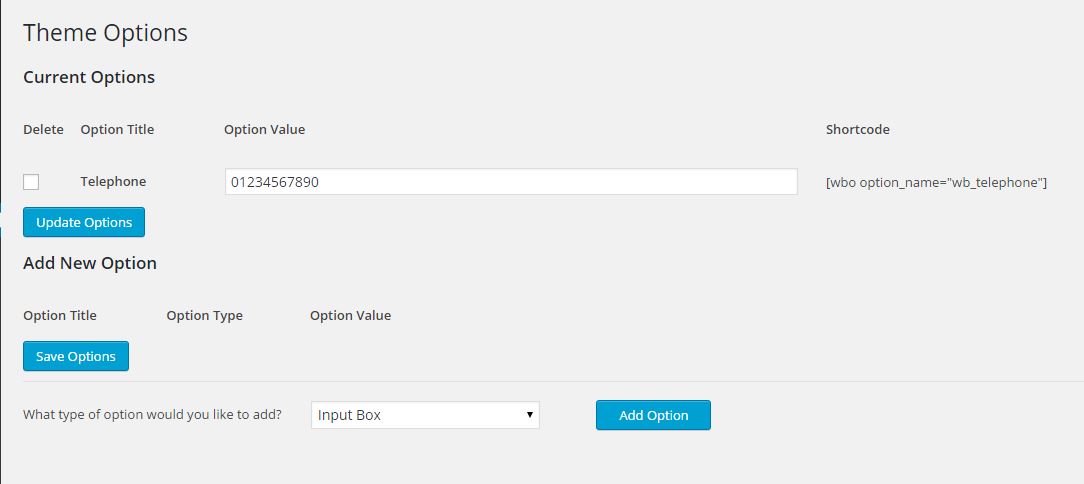 Theme Options
Current Options
Delete Option Title Option Value Shortcode
Telephone 01234567890 [wbo option_name="wb_telephone"]
Update Options
Add New Option
Option Title Option Type Option Value
Save Options
What type of option would you like to add? Input Box Add Option